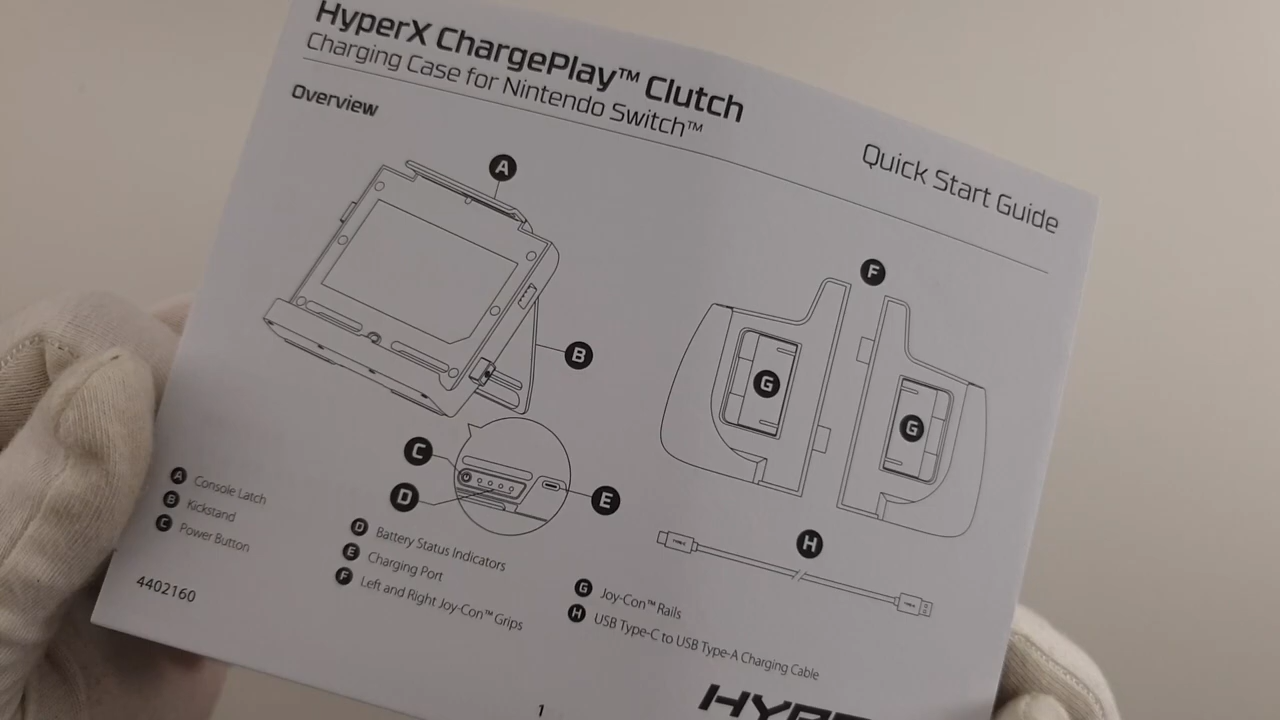 HyperX ChargePlay™ Clutch
Charging Case for Nintendo Switch™
Quick Start Guide
Overview
A
B
C
D
E
F
G
G
H
A Console Latch
B Kickstand
C Power Button
D Battery Status Indicators
E Charging Port
F Left and Right Joy-Con™ Grips
G Joy-Con™ Rails
H USB Type-C to USB Type-A Charging Cable
4402160
1